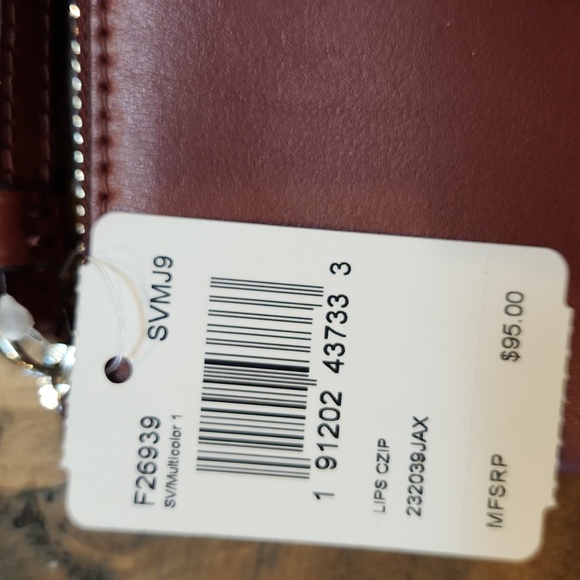 F26939 SVMJ9
SV/Multicolor 1
1 91202 43733 3
LIPS CZIP
232039JAX
MFSRP $95.00